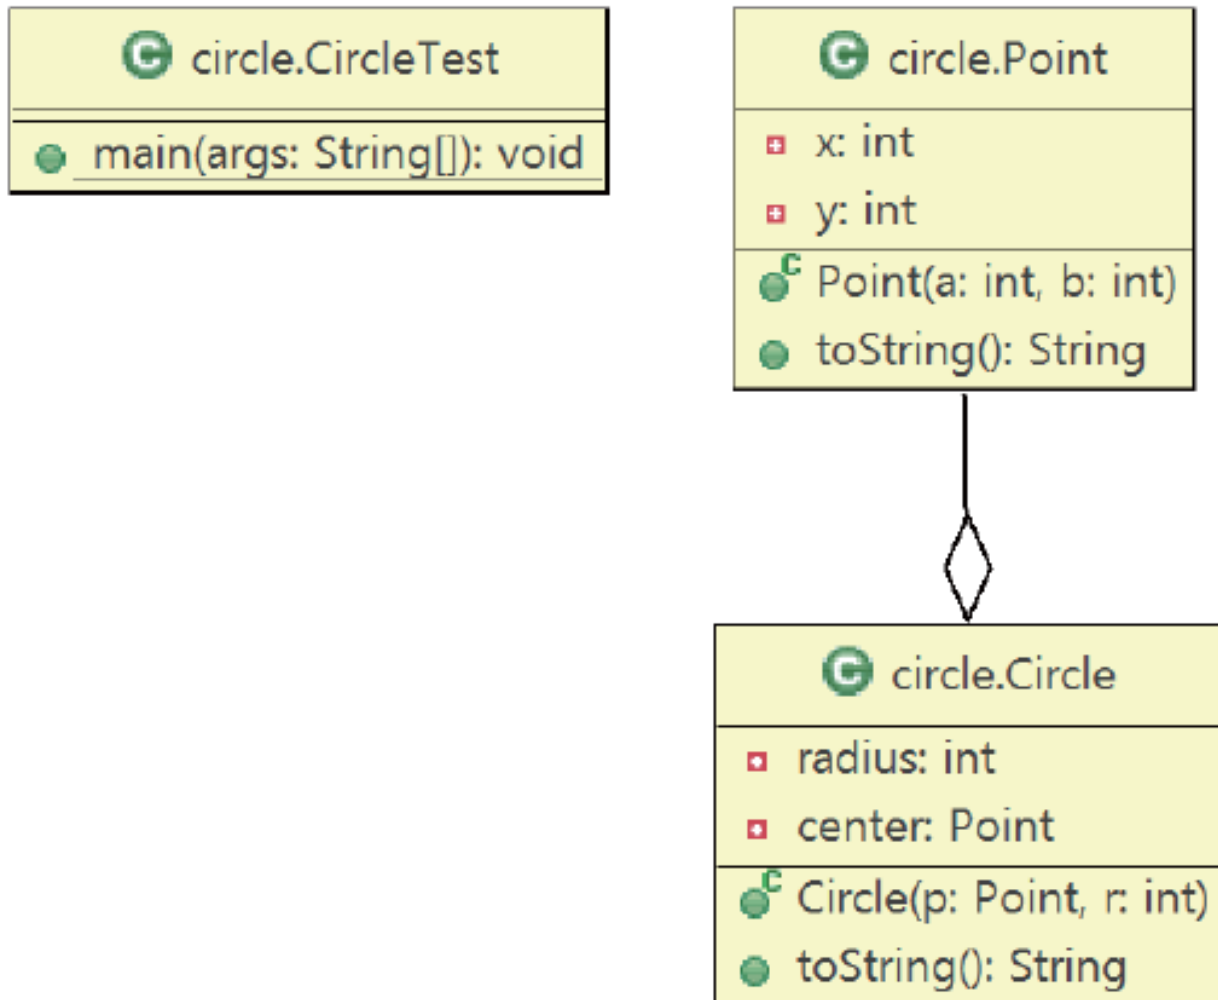 C circle.CircleTest
main(args: String[]): void
C circle.Point
x: int
y: int
C Point(a: int, b: int)
toString(): String
C circle.Circle
radius: int
center: Point
C Circle(p: Point, r: int)
toString(): String